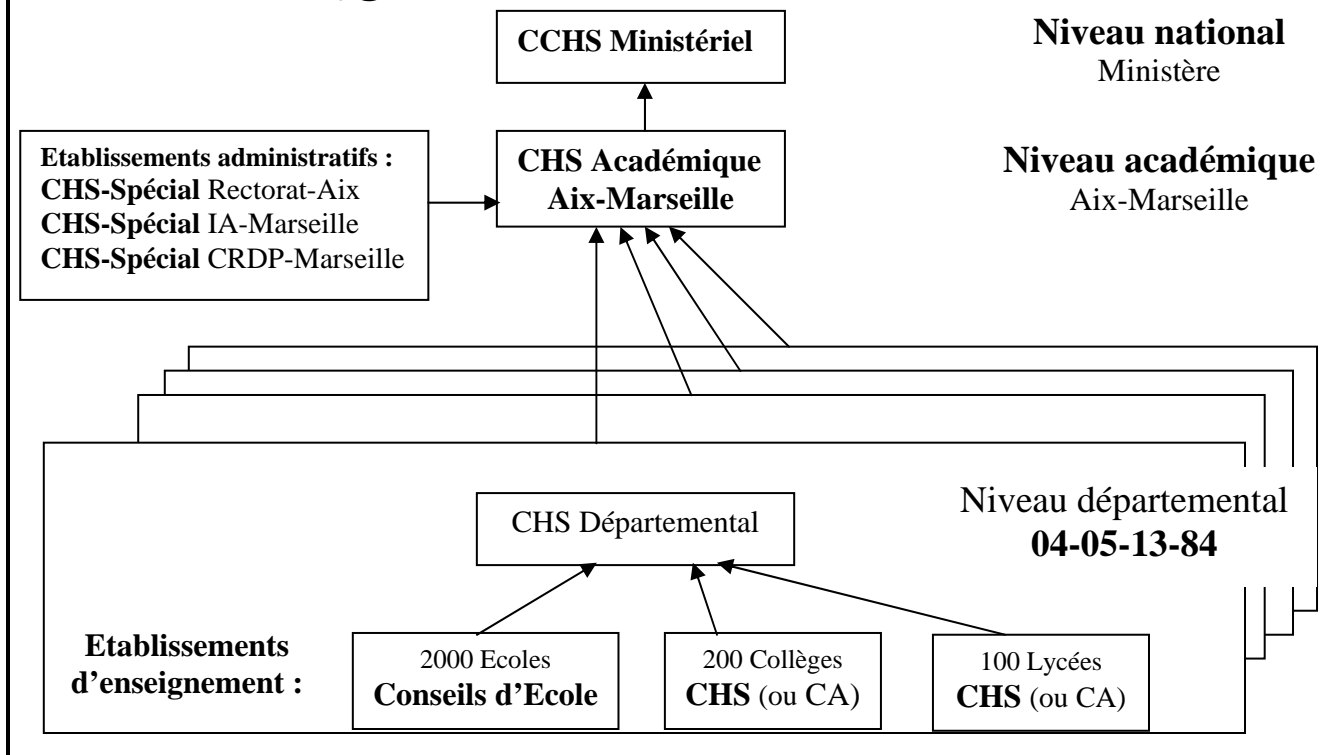 CCHS Ministériel
Niveau national
Ministère
Etablissements administratifs :
CHS-Spécial Rectorat-Aix
CHS-Spécial IA-Marseille
CHS-Spécial CRDP-Marseille
CHS Académique
Aix-Marseille
Niveau académique
Aix-Marseille
CHS Départemental
Niveau départemental
04-05-13-84
Etablissements
d’enseignement :
2000 Ecoles
Conseils d’Ecole
200 Collèges
CHS (ou CA)
100 Lycées
CHS (ou CA)